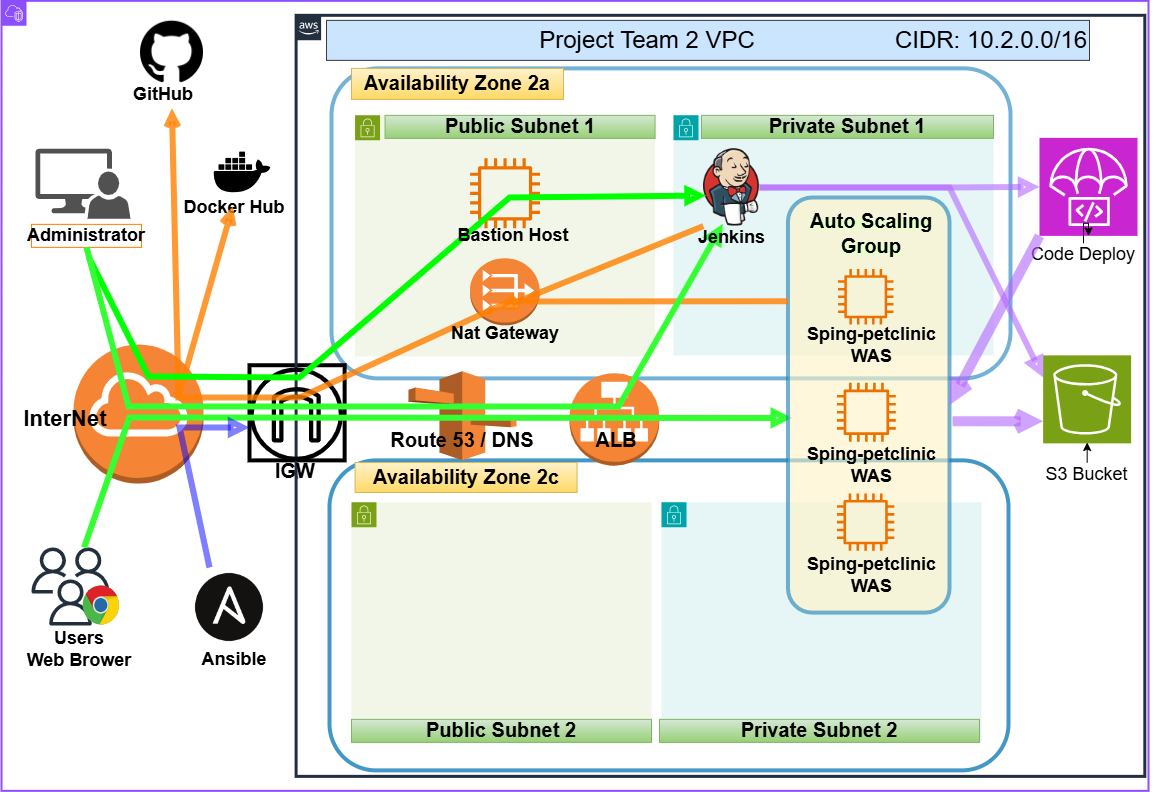 aws
Project Team 2 VPC
CIDR: 10.2.0.0/16
Availability Zone 2a
GitHub
Public Subnet 1
Private Subnet 1
Docker Hub
Administrator
Bastion Host
Jenkins
Auto Scaling
Group
Code Deploy
Nat Gateway
Sping-petclinic
WAS
InterNet
Route 53 / DNS
ALB
IGW
Sping-petclinic
WAS
S3 Bucket
Availability Zone 2c
Sping-petclinic
WAS
Users
Web Brower
Ansible
Public Subnet 2
Private Subnet 2